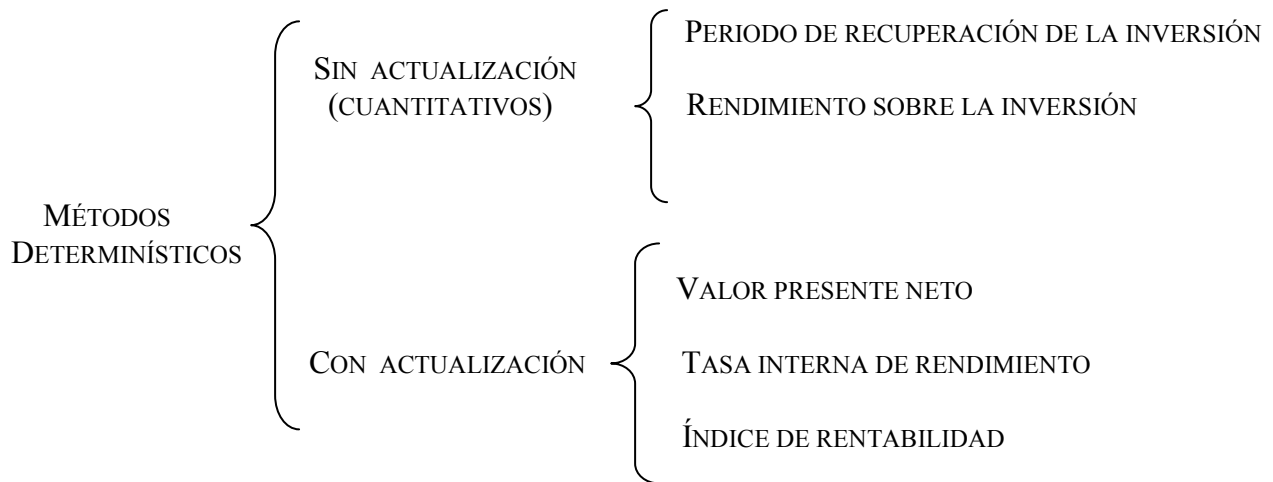 MÉTODOS
DETERMINÍSTICOS
SIN ACTUALIZACIÓN
(CUANTITATIVOS)
PERIODO DE RECUPERACIÓN DE LA INVERSIÓN
RENDIMIENTO SOBRE LA INVERSIÓN
CON ACTUALIZACIÓN
VALOR PRESENTE NETO
TASA INTERNA DE RENDIMIENTO
ÍNDICE DE RENTABILIDAD